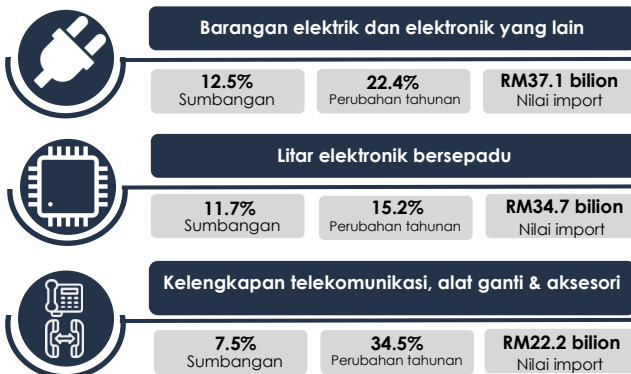 Barangan elektrik dan elektronik yang lain
12.5%
Sumbangan
22.4%
Perubahan tahunan
RM37.1 bilion
Nilai import
Litar elektronik bersepadu
11.7%
Sumbangan
15.2%
Perubahan tahunan
RM34.7 billion
Nilai import
Kelengkapan telekomunikasi, alat ganti & aksesori
7.5%
Sumbangan
34.5%
Perubahan tahunan
RM22.2 bilion
Nilai import